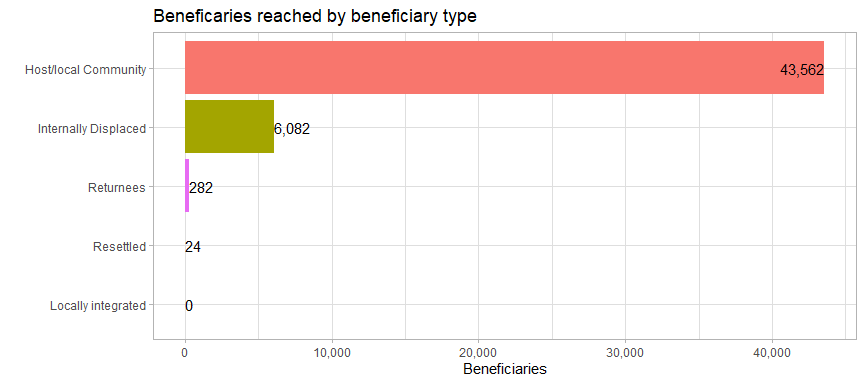 Beneficaries reached by beneficiary type
Host/local Community 43,562
Internally Displaced 6,082
Returnees 282
Resettled 24
Locally integrated 0
0 10,000 20,000 30,000 40,000
Beneficiaries